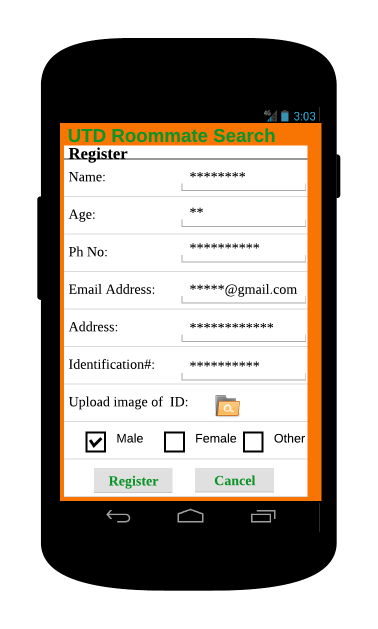 4G 3:03
UTD Roommate Search
Register
Name: ********
Age: **
Ph No: **********
Email Address: *****@gmail.com
Address: ************
Identification#: **********
Upload image of ID:
Male Female Other
Register Cancel